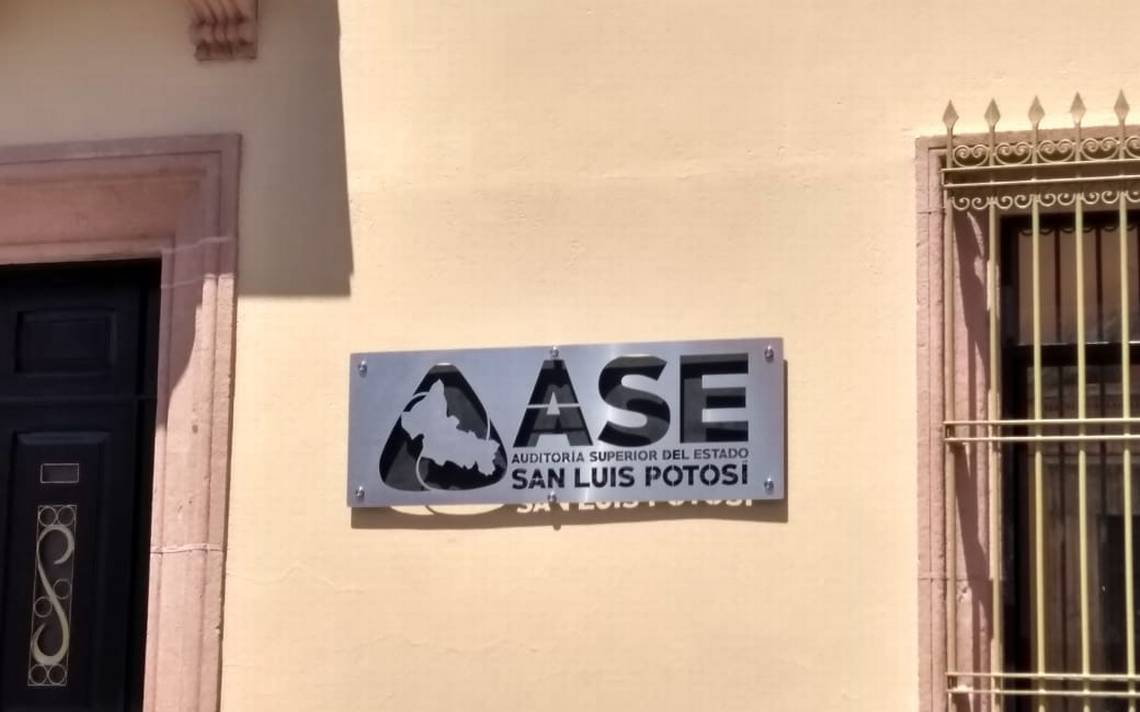 ASE
AUDITORÍA SUPERIOR DEL ESTADO
SAN LUIS POTOSÍ